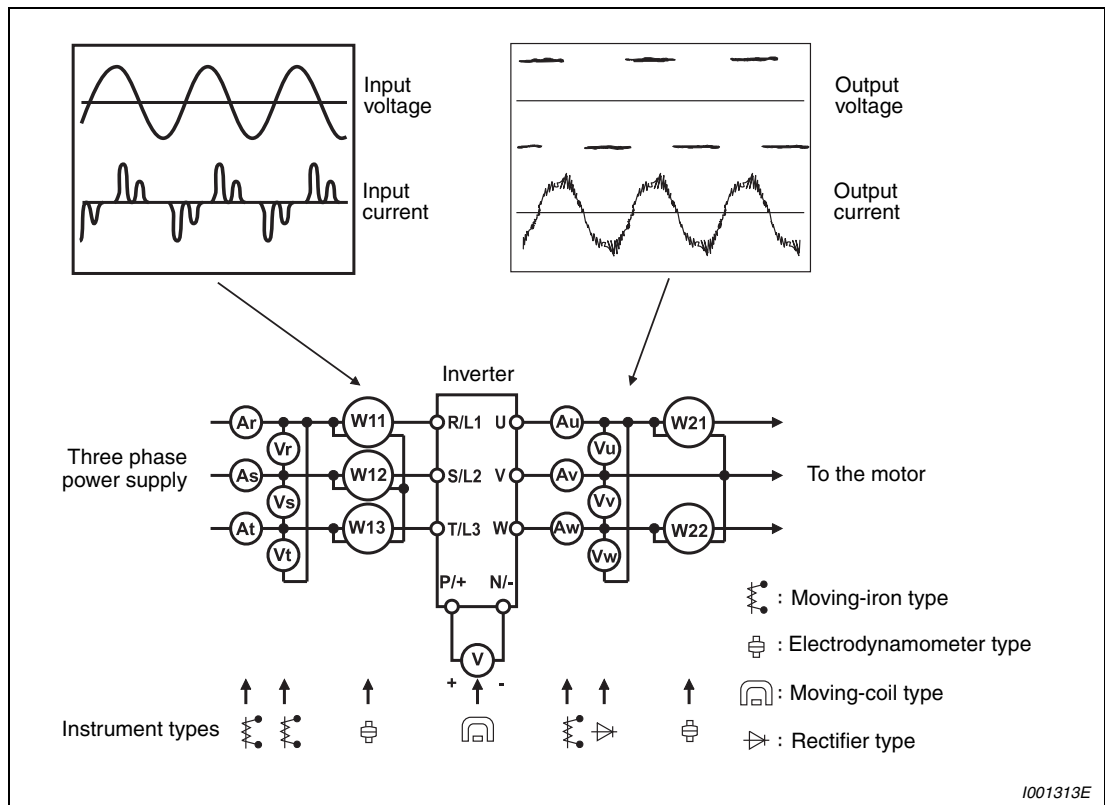 Input
voltage
Input
current
Output
voltage
Output
current
Inverter
Three phase
power supply
Ar
As
At
Vr
Vs
Vt
W11
W12
W13
R/L1
S/L2
T/L3
U
V
W
P/+
N/-
V
+
-
Au
Av
Aw
Vu
Vv
Vw
W21
W22
To the motor
Instrument types
: Moving-iron type
: Electrodynamometer type
: Moving-coil type
: Rectifier type
I001313E